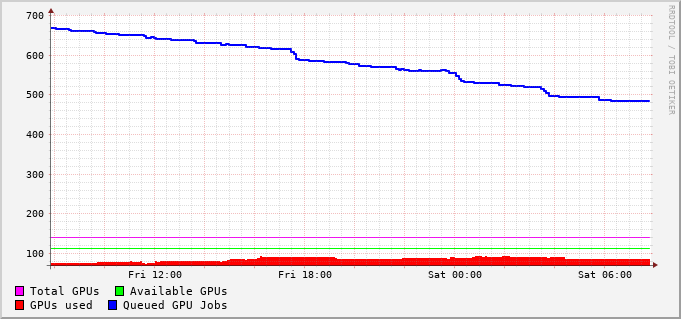 700
600
500
400
300
200
100
Fri 12:00 Fri 18:00 Sat 00:00 Sat 06:00
Total GPUs Available GPUs
GPUs used Queued GPU Jobs
RRDTOOL / TOBI OETIKER